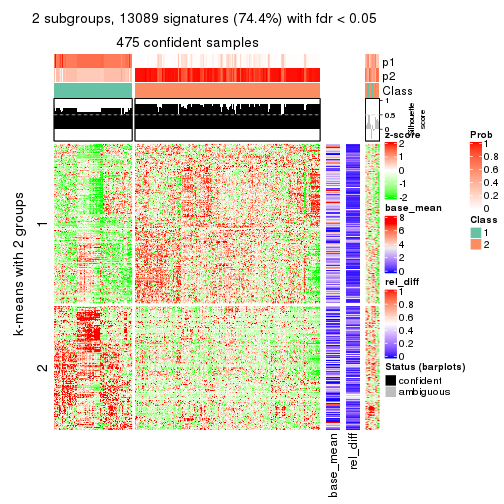 2 subgroups, 13089 signatures (74.4%) with fdr < 0.05
475 confident samples
p1
p2
Class
1
0.5
0
Silhouette
score
k-means with 2 groups
1
2
base_mean
rel_diff
z-score
2
1
0
-1
-2
base_mean
8
6
4
2
0
rel_diff
1
0.8
0.6
0.4
0.2
0
Status (barplots)
confident
ambiguous
Prob
1
0.8
0.6
0.4
0.2
0
Class
1
2